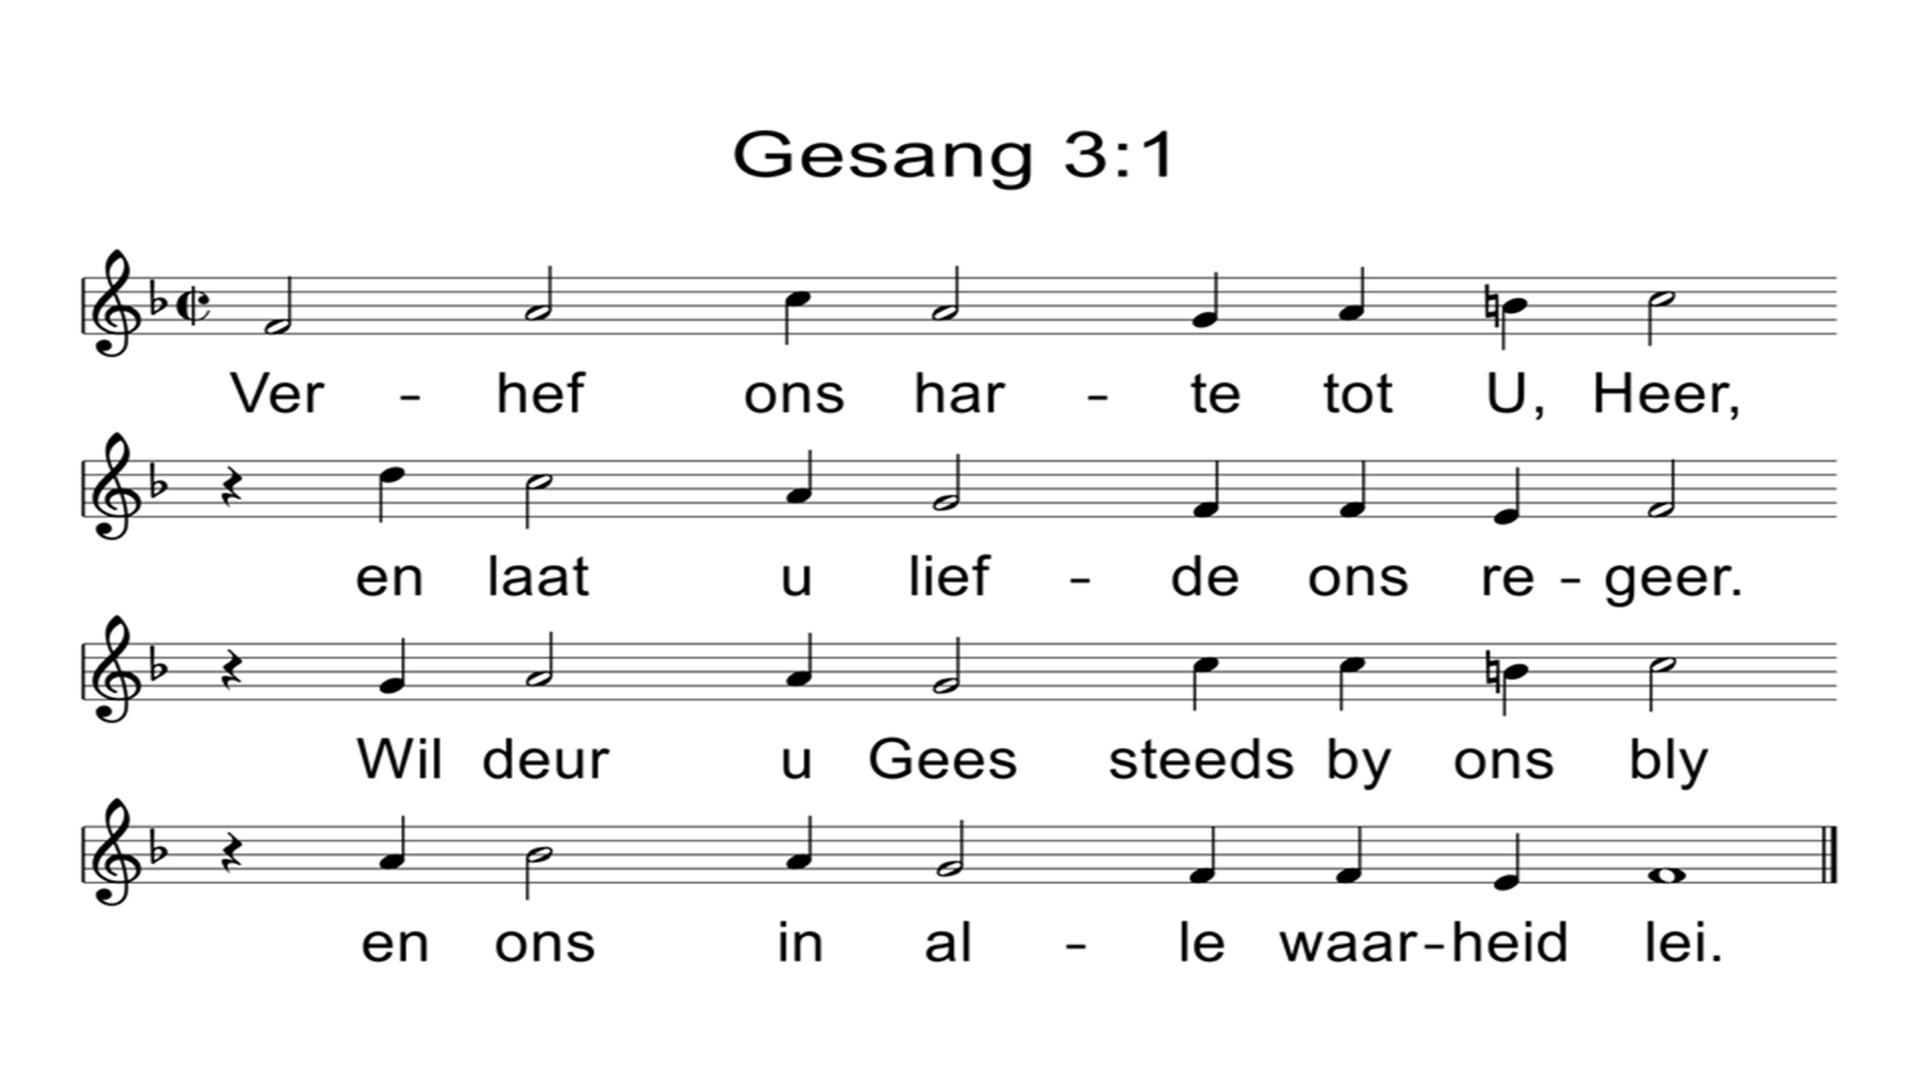 Gesang 3:1
Ver - hef ons har - te tot U, Heer,
en laat u lief - de ons re - geer.
Wil deur u Gees steeds by ons bly
en ons in al - le waar-heid lei.